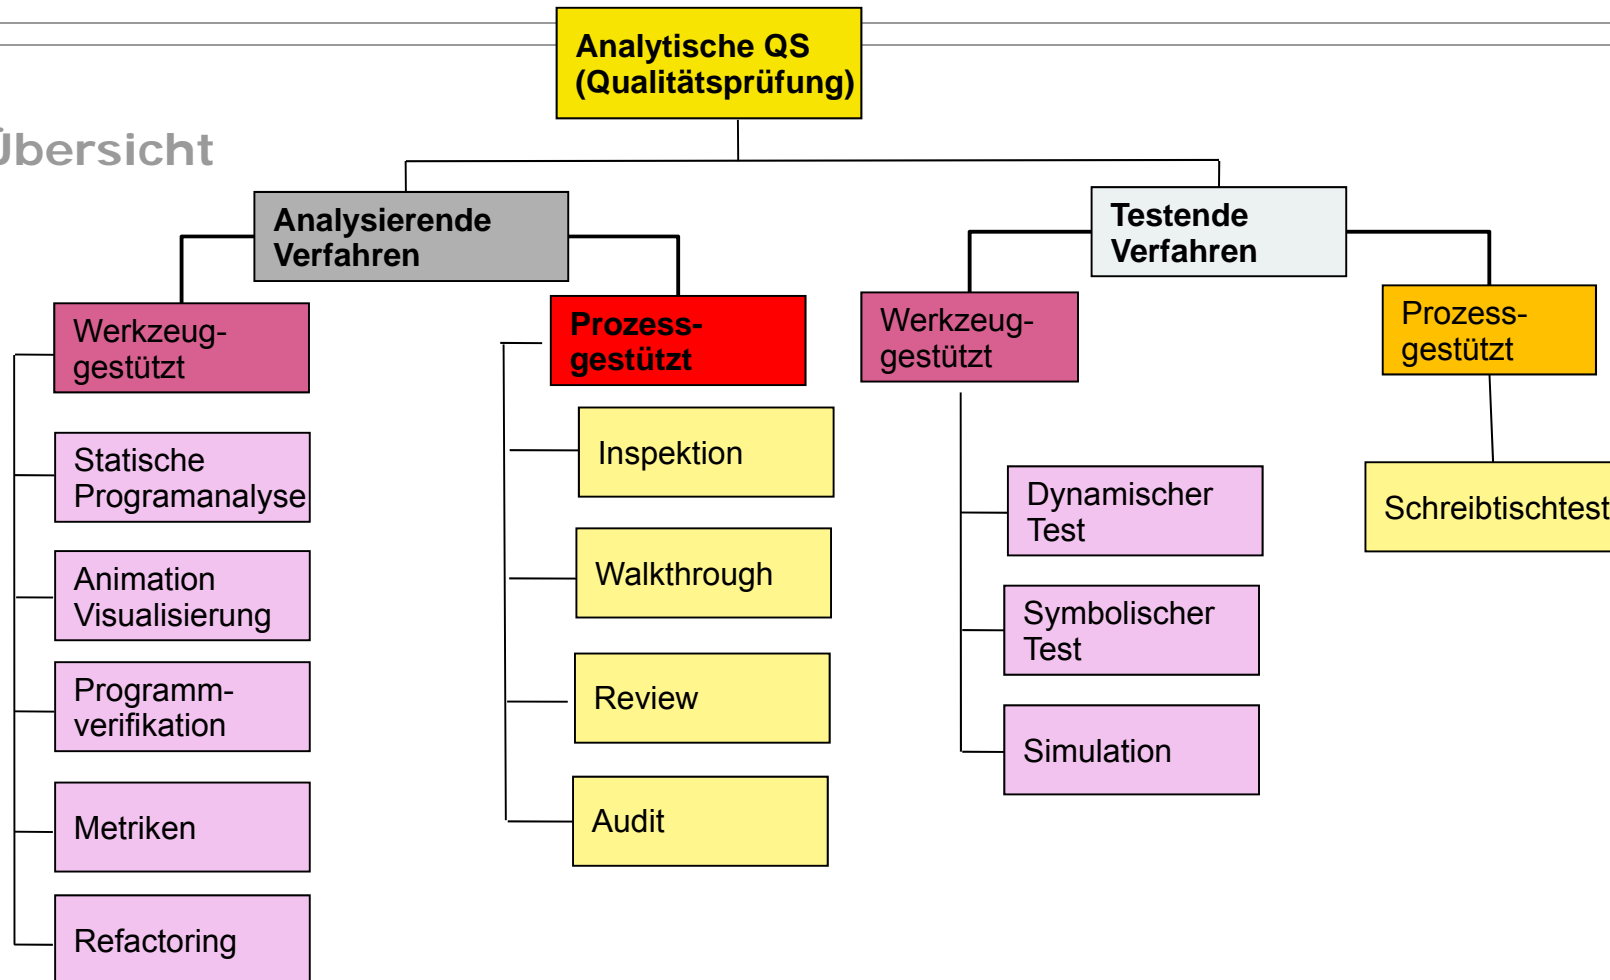 Analytische QS
(Qualitätsprüfung)
Übersicht
Analysierende
Verfahren
Testende
Verfahren
Werkzeug-
gestützt
Prozess-
gestützt
Werkzeug-
gestützt
Prozess-
gestützt
Statische
Programanalyse
Animation
Visualisierung
Programm-
verifikation
Metriken
Refactoring
Inspektion
Walkthrough
Review
Audit
Dynamischer
Test
Symbolischer
Test
Simulation
Schreibtischtest